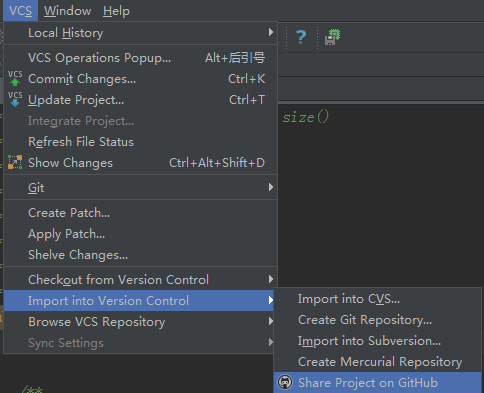 VCS Window Help
Local History
VCS Operations Popup... Alt+后引号
VCS Commit Changes... Ctrl+K
VCS Update Project... Ctrl+T
Integrate Project...
Refresh File Status
Show Changes Ctrl+Alt+Shift+D
Git
Create Patch...
Apply Patch...
Shelve Changes...
Checkout from Version Control
Import into Version Control
Browse VCS Repository
Sync Settings
?
size()
Import into CVS...
Create Git Repository...
Import into Subversion...
Create Mercurial Repository
Share Project on GitHub
/**